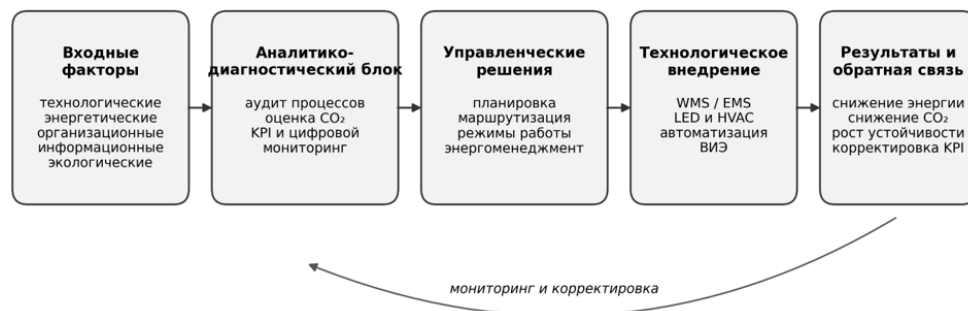 Входные
факторы
технологические
энергетические
организационные
информационные
экологические
Аналитико-
диагностический блок
аудит процессов
оценка CO₂
KPI и цифровой
мониторинг
Управленческие
решения
планировка
маршрутизация
режимы работы
энергоменеджмент
Технологическое
внедрение
WMS / EMS
LED и HVAC
автоматизация
ВИЭ
Результаты и
обратная связь
снижение энергии
снижение CO₂
рост устойчивости
корректировка KPI
мониторинг и корректировка